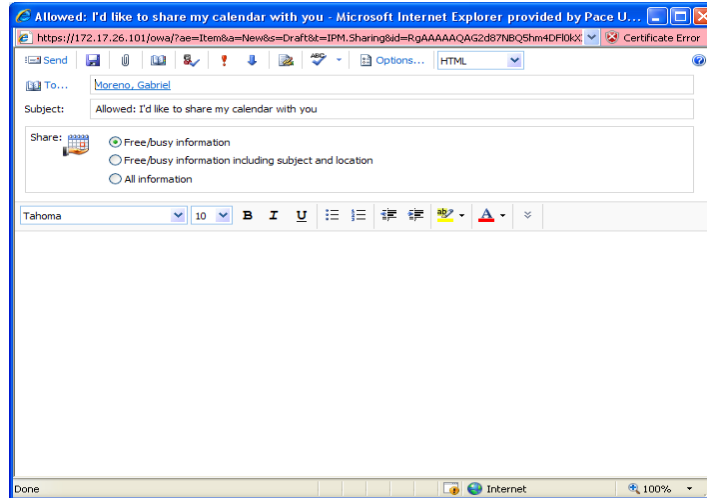 Allowed: I'd like to share my calendar with you - Microsoft Internet Explorer provided by Pace U...
https://172.17.26.101/owa/?ae=Item&a=New&s=Draft&t=IPM.Sharing&id=RgAAAAAQAG2d87NBQ5hm4DFl0kX Certificate Error
Send Options... HTML
To... Moreno, Gabriel
Subject: Allowed: I'd like to share my calendar with you
Share: Free/busy information
Free/busy information including subject and location
All information
Tahoma 10 B I U A
Done Internet 100%